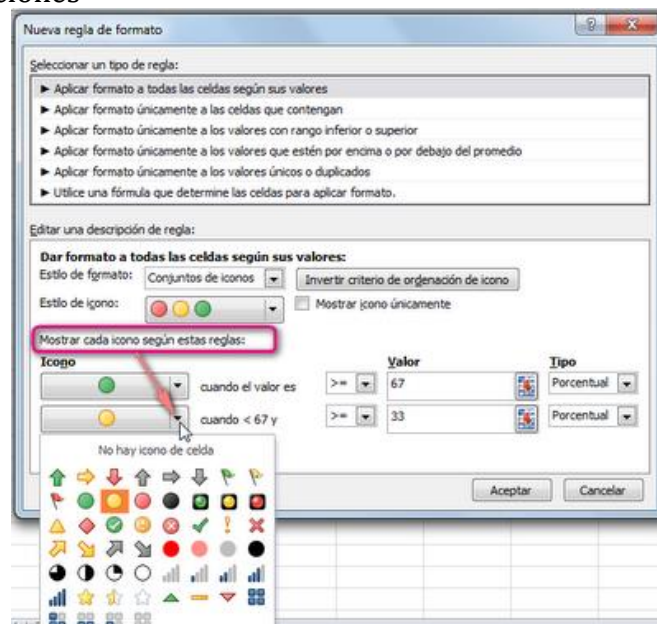 Nueva regla de formato
Seleccionar un tipo de regla:
► Aplicar formato a todas las celdas según sus valores
► Aplicar formato únicamente a las celdas que contengan
► Aplicar formato únicamente a los valores con rango inferior o superior
► Aplicar formato únicamente a los valores que estén por encima o por debajo del promedio
► Aplicar formato únicamente a los valores únicos o duplicados
► Utilice una fórmula que determine las celdas para aplicar formato.
Editar una descripción de regla:
Dar formato a todas las celdas según sus valores:
Estilo de formato: Conjuntos de iconos Invertir criterio de ordenación de icono
Estilo de icono: Mostrar icono únicamente
Mostrar cada icono según estas reglas:
Icono Valor Tipo
cuando el valor es >= 67 Porcentual
cuando < 67 y >= 33 Porcentual
No hay icono de celda
Aceptar Cancelar